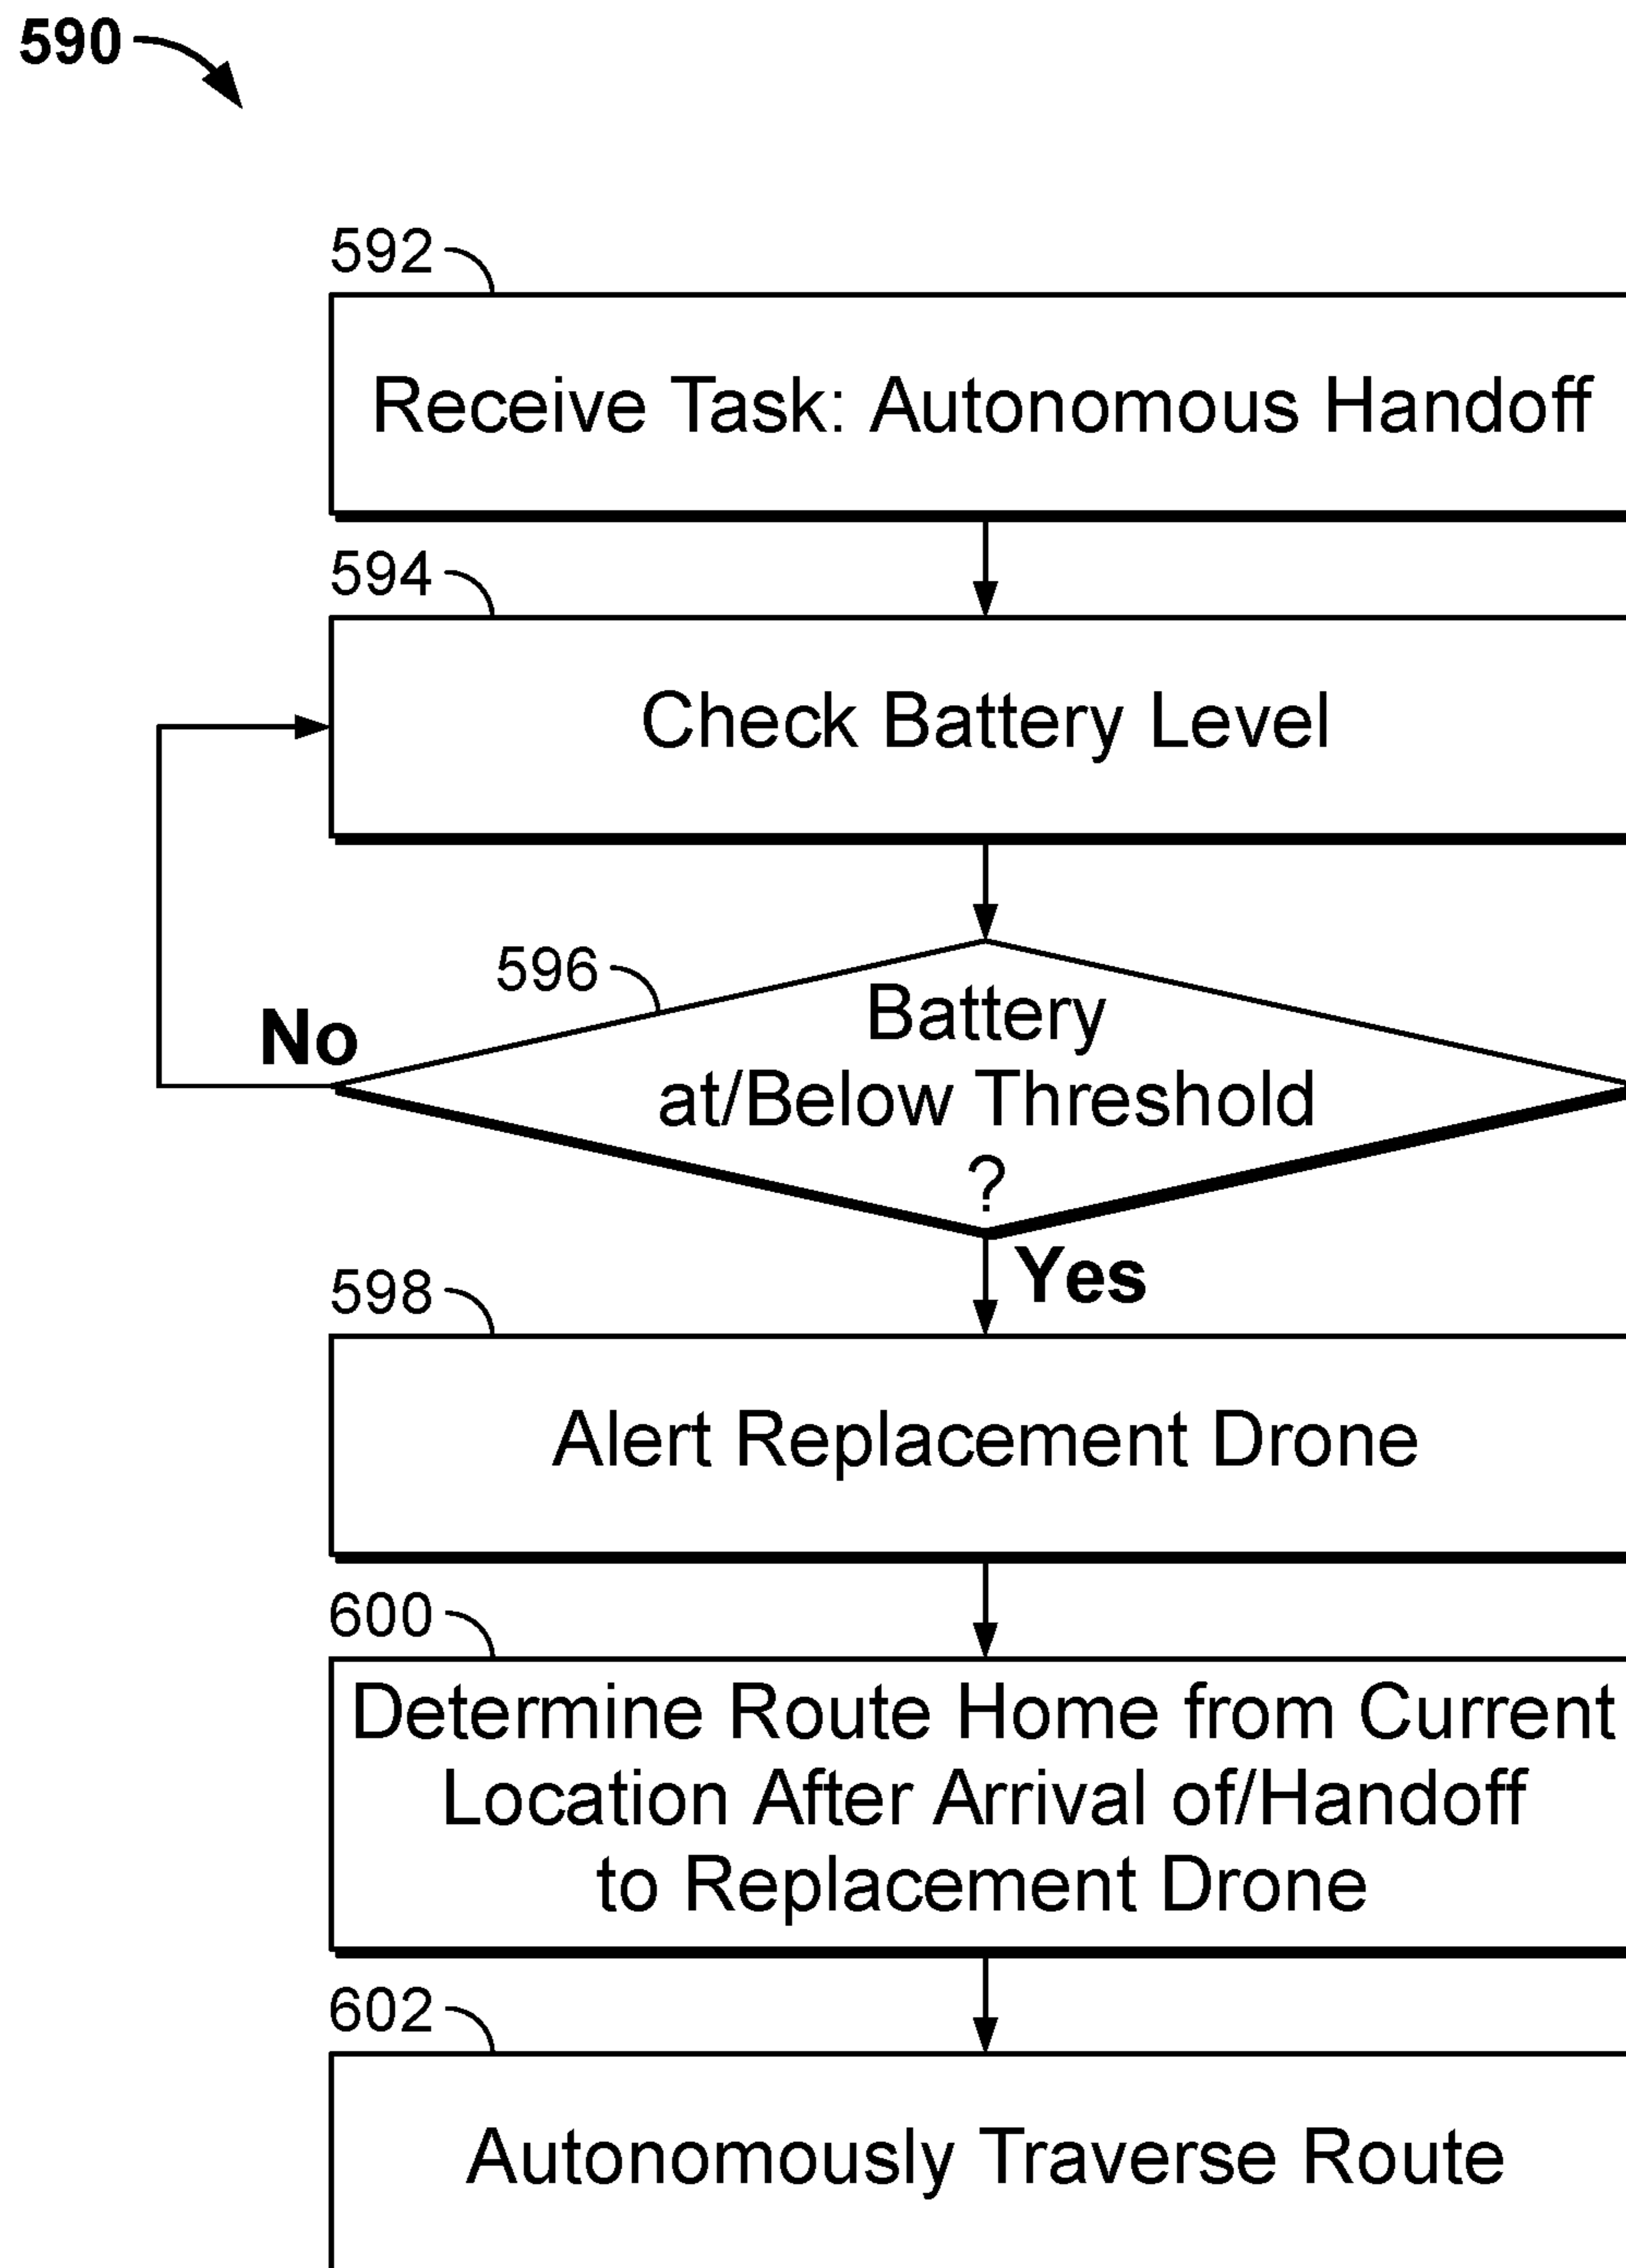 590
592
Receive Task: Autonomous Handoff
594
Check Battery Level
596
Battery
at/Below Threshold
?
No
Yes
598
Alert Replacement Drone
600
Determine Route Home from Current
Location After Arrival of/Handoff
to Replacement Drone
602
Autonomously Traverse Route